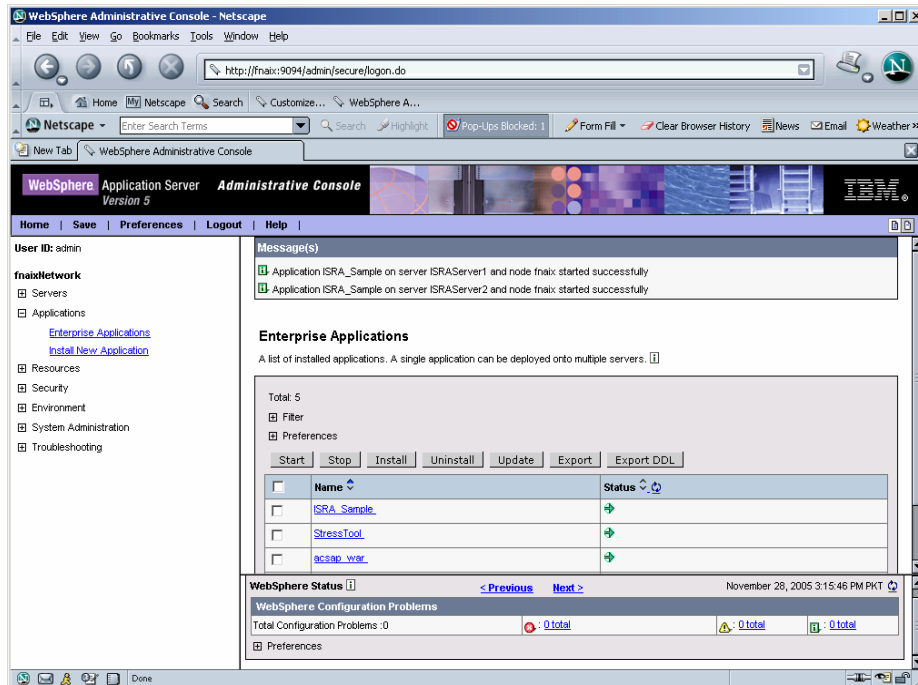 WebSphere Administrative Console - Netscape
File Edit View Go Bookmarks Tools Window Help
http://fnaix:9094/admin/secure/logon.do
Home My Netscape Search Customize... WebSphere A...
Netscape Enter Search Terms Search Highlight Pop-Ups Blocked: 1 Form Fill Clear Browser History News Email Weather
New Tab WebSphere Administrative Console
WebSphere Application Server Administrative Console
Version 5
IBM
Home | Save | Preferences | Logout | Help |
User ID: admin
fnaixNetwork
Servers
Applications
Enterprise Applications
Install New Application
Resources
Security
Environment
System Administration
Troubleshooting
Message(s)
Application ISRA_Sample on server ISRAServer1 and node fnaix started successfully
Application ISRA_Sample on server ISRAServer2 and node fnaix started successfully
Enterprise Applications
A list of installed applications. A single application can be deployed onto multiple servers.
Total: 5
Filter
Preferences
Start Stop Install Uninstall Update Export Export DDL
Name Status
ISRA_Sample
StressTool
acsap_war
WebSphere Status < Previous Next > November 28, 2005 3:15:46 PM PKT
WebSphere Configuration Problems
Total Configuration Problems :0 : 0 total : 0 total : 0 total
Preferences
Done